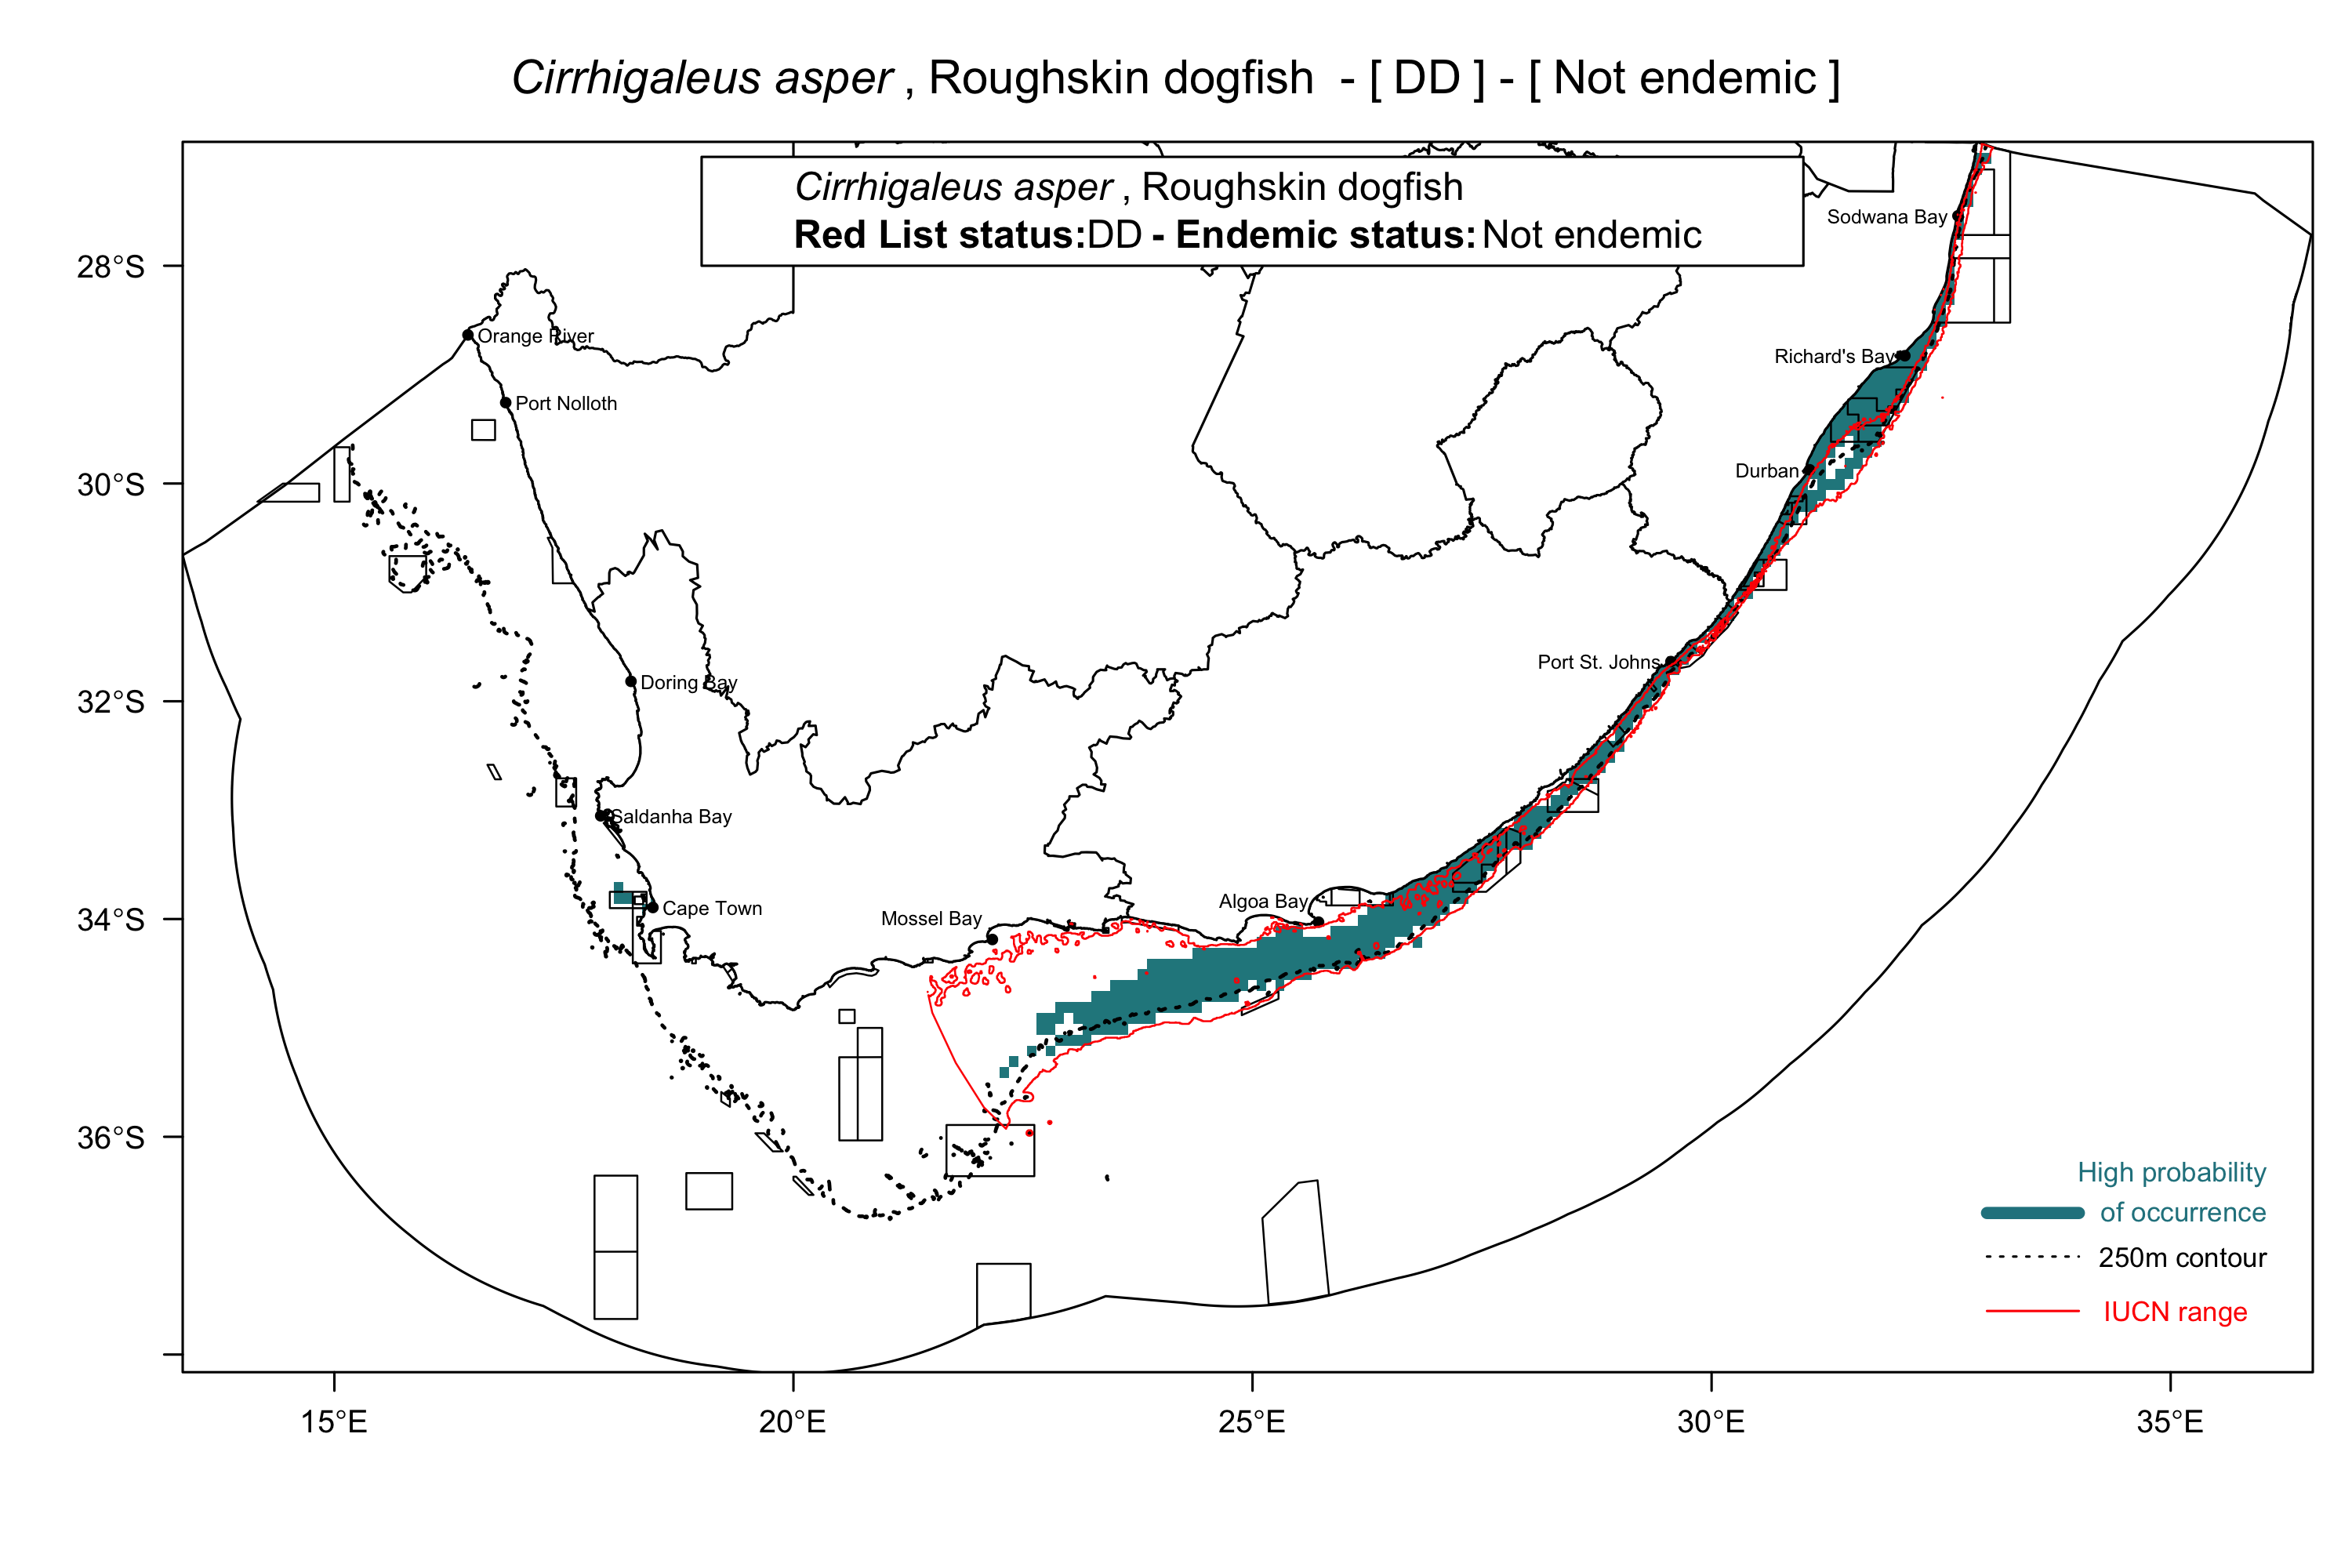 Cirrhigaleus asper , Roughskin dogfish - [ DD ] - [ Not endemic ]
Cirrhigaleus asper , Roughskin dogfish
Red List status:DD - Endemic status:Not endemic
Sodwana Bay
28°S
Orange River
Richard's Bay
Port Nolloth
Durban
30°S
Port St. Johns
Doring Bay
32°S
Saldanha Bay
Algoa Bay
Cape Town
Mossel Bay
34°S
36°S
High probability
of occurrence
250m contour
IUCN range
15°E
20°E
25°E
30°E
35°E